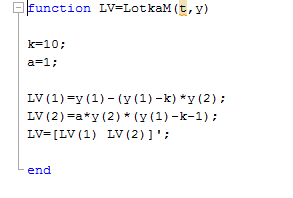 function LV=LotkaM(t,y)
k=10;
a=1;
LV(1)=y(1)-(y(1)-k)*y(2);
LV(2)=a*y(2)*(y(1)-k-1);
LV=[LV(1) LV(2)]';
end